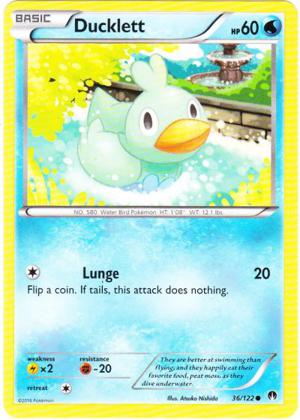 BASIC
Ducklett
HP60
NO. 580 Water Bird Pokémon HT: 1'08" WT: 12.1 lbs.
Lunge 20
Flip a coin. If tails, this attack does nothing.
weakness resistance
×2 -20
retreat
They are better at swimming than
flying, and they happily eat their
favorite food, peat moss, as they
dive underwater.
©2016 Pokémon
Illus. Atsuko Nishida
36/122